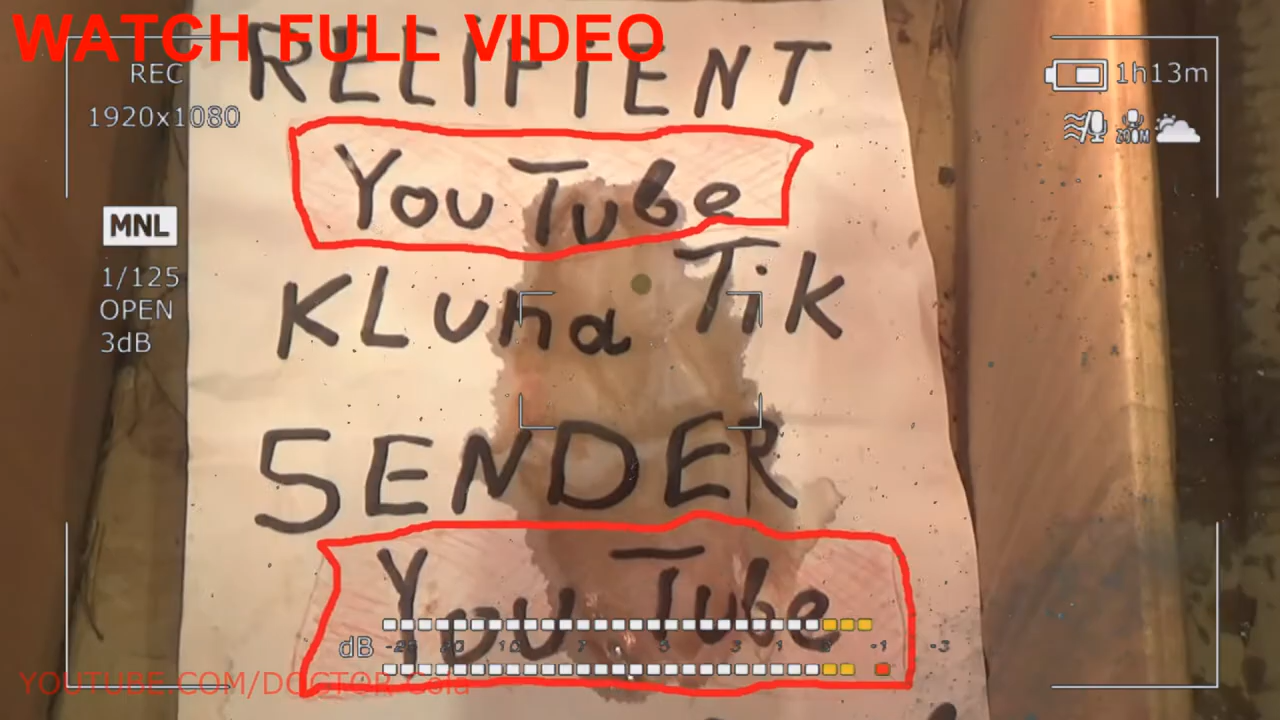 WATCH FULL VIDEO
RECIPIENT
REC
1h13m
1920x1080
YouTube
MNL
1/125
OPEN
3dB
KLuna Tik
SENDER
YouTube
dB
YOUTUBE.COM/DOCTOR Cola